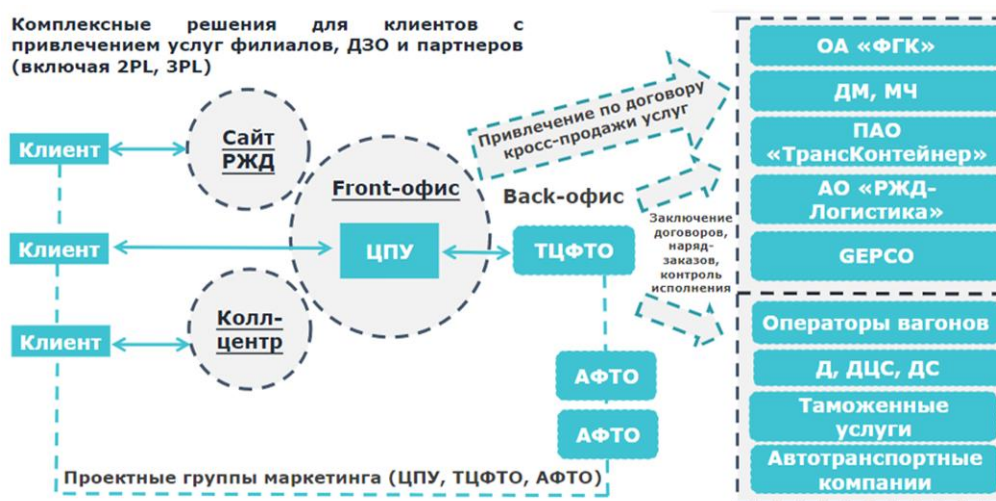 Комплексные решения для клиентов с
привлечением услуг филиалов, ДЗО и партнеров
(включая 2PL, 3PL)
Клиент
Сайт
РЖД
Клиент
Front-офис
ЦПУ
Клиент
Колл-
центр
Back-офис
ТЦФТО
АФТО
АФТО
Проектные группы маркетинга (ЦПУ, ТЦФТО, АФТО)
Привлечение по договору
кросс-продажи услуг
Заключение
договоров,
наряд-
заказов,
контроль
исполнения
ОА «ФГК»
ДМ, МЧ
ПАО
«ТрансКонтейнер»
АО «РЖД-
Логистика»
GEPCO
Операторы вагонов
Д, ДЦС, ДС
Таможенные
услуги
Автотранспортные
компании